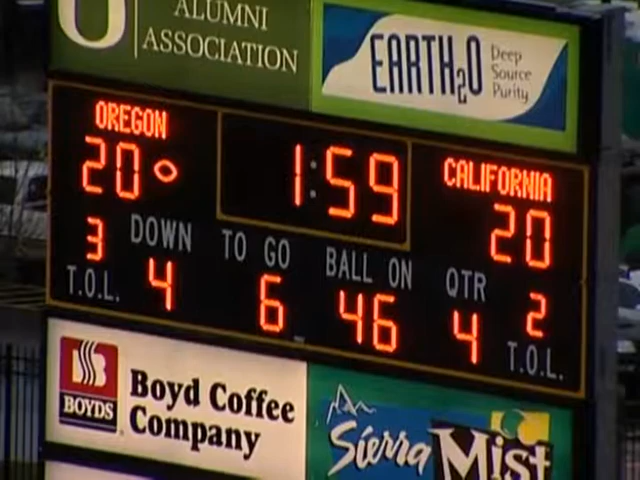 U
ALUMNI
ASSOCIATION
EARTH2O
Deep
Source
Purity
OREGON
20
1:59
CALIFORNIA
20
3
T.O.L.
DOWN
4
TO GO
6
BALL ON
46
QTR
4
2
T.O.L.
BOYDS
Boyd Coffee
Company
Sierra
Mist